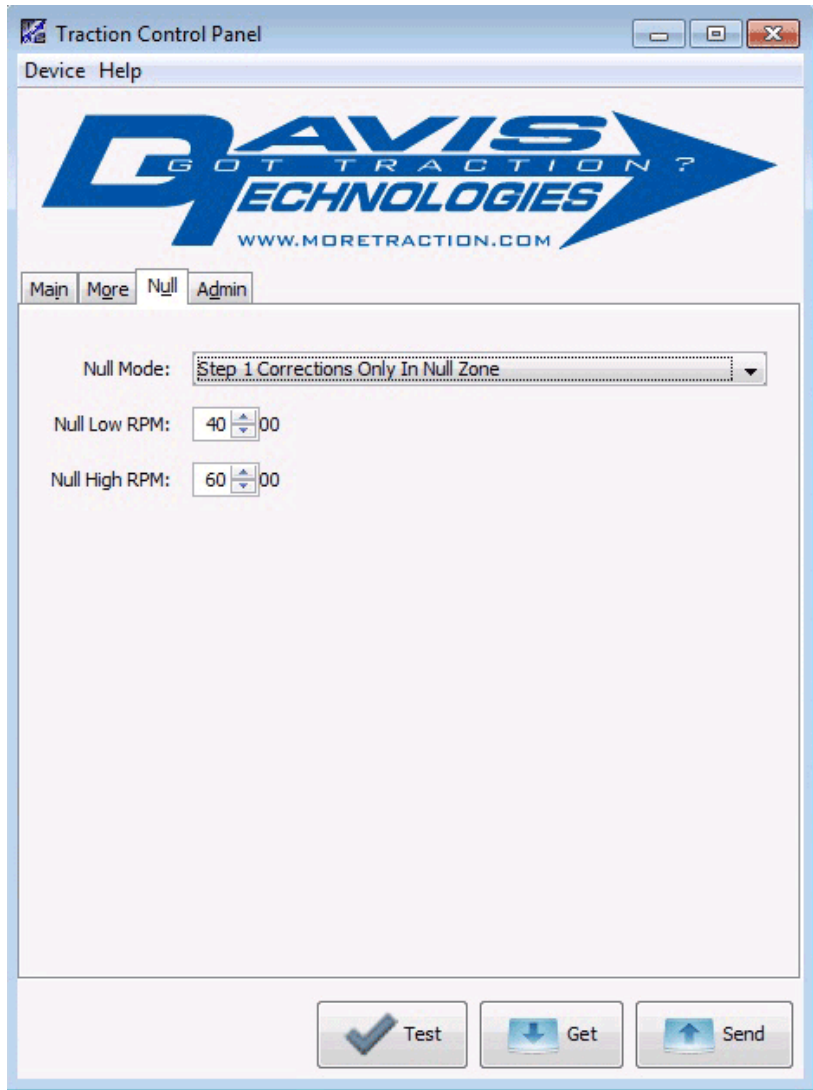 Traction Control Panel
Device Help
DAVIS
GOT TRACTION?
TECHNOLOGIES
WWW.MORETRACTION.COM
Main More Null Admin
Null Mode: Step 1 Corrections Only In Null Zone
Null Low RPM: 40 00
Null High RPM: 60 00
Test Get Send